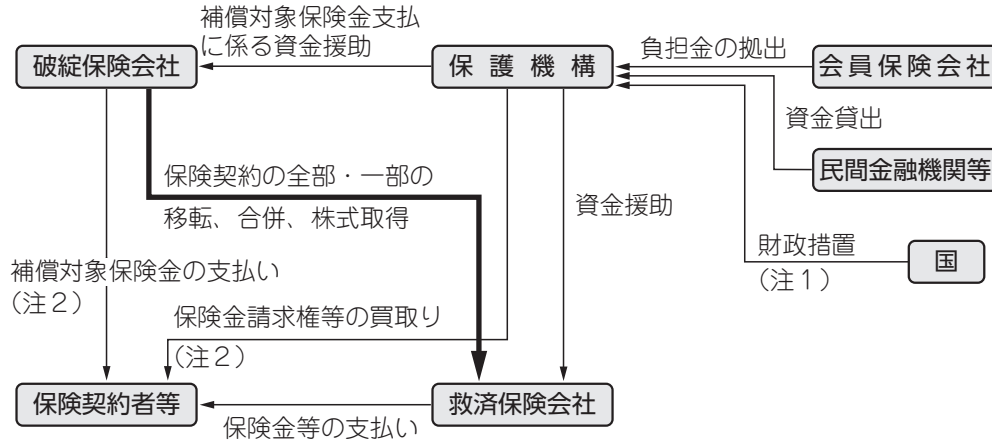 補償対象保険金支払
に係る資金援助
破綻保険会社
保護機構
負担金の拠出
会員保険会社
資金貸出
民間金融機関等
保険契約の全部・一部の
移転、合併、株式取得
資金援助
財政措置
(注1)
国
補償対象保険金の支払い
(注2)
保険金請求権等の買取り
(注2)
保険契約者等
救済保険会社
保険金等の支払い